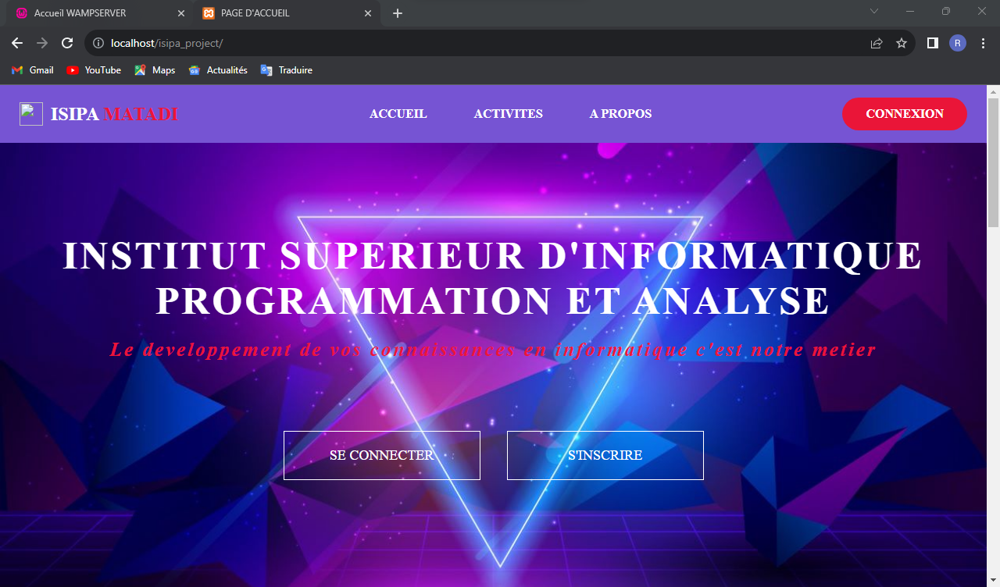 Accueil WAMPSERVER
PAGE D'ACCUEIL
localhost/isipa_project/
R
Gmail
YouTube
Maps
Actualités
Traduire
ISIPA MATADI
ACCUEIL
ACTIVITES
A PROPOS
CONNEXION
INSTITUT SUPERIEUR D'INFORMATIQUE
PROGRAMMATION ET ANALYSE
Le developpement de vos connaissances en informatique c'est notre metier
SE CONNECTER
S'INSCRIRE